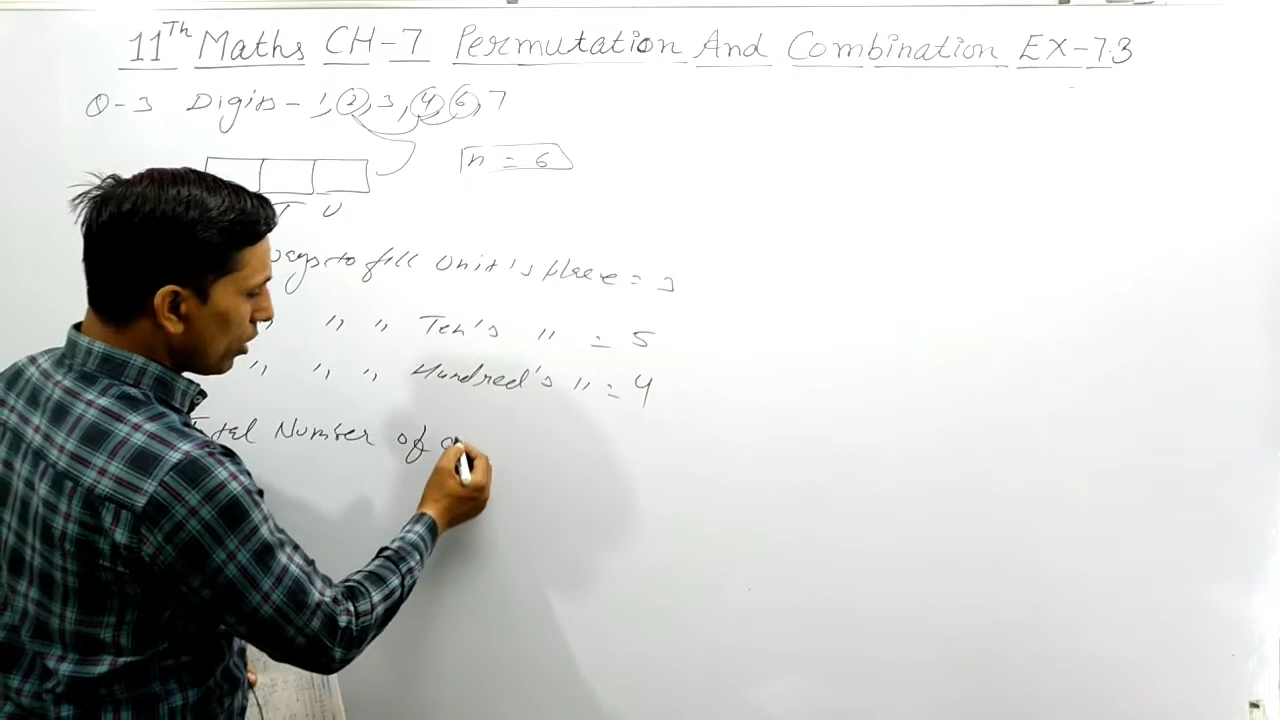 11Th Maths CH-7 Permutation And Combination EX-7.3
Q-3 Digits - 1, 2, 3, 4, 6, 7
n = 6
U
ways to fill Unit's place = 3
" " " Ten's " = 5
" " " Hundred's " = 4
Total Number of